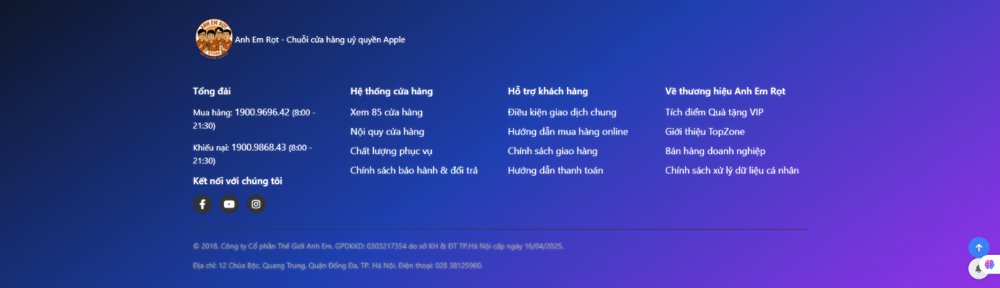 ANH EM RỌT
STORE
Anh Em Rọt - Chuỗi cửa hàng uỷ quyền Apple
Tổng đài
Mua hàng: 1900.9696.42 (8:00 -
21:30)
Khiếu nại: 1900.9868.43 (8:00 -
21:30)
Kết nối với chúng tôi
Hệ thống cửa hàng
Xem 85 cửa hàng
Nội quy cửa hàng
Chất lượng phục vụ
Chính sách bảo hành & đổi trả
Hỗ trợ khách hàng
Điều kiện giao dịch chung
Hướng dẫn mua hàng online
Chính sách giao hàng
Hướng dẫn thanh toán
Về thương hiệu Anh Em Rọt
Tích điểm Quà tặng VIP
Giới thiệu TopZone
Bán hàng doanh nghiệp
Chính sách xử lý dữ liệu cá nhân
© 2018. Công ty Cổ phần Thế Giới Anh Em. GPDKKD: 0303217354 do sở KH & ĐT TP.Hà Nội cấp ngày 16/04/2025.
Địa chỉ: 12 Chùa Bộc, Quang Trung, Quận Đống Đa, TP. Hà Nội. Điện thoại: 028 38125960.